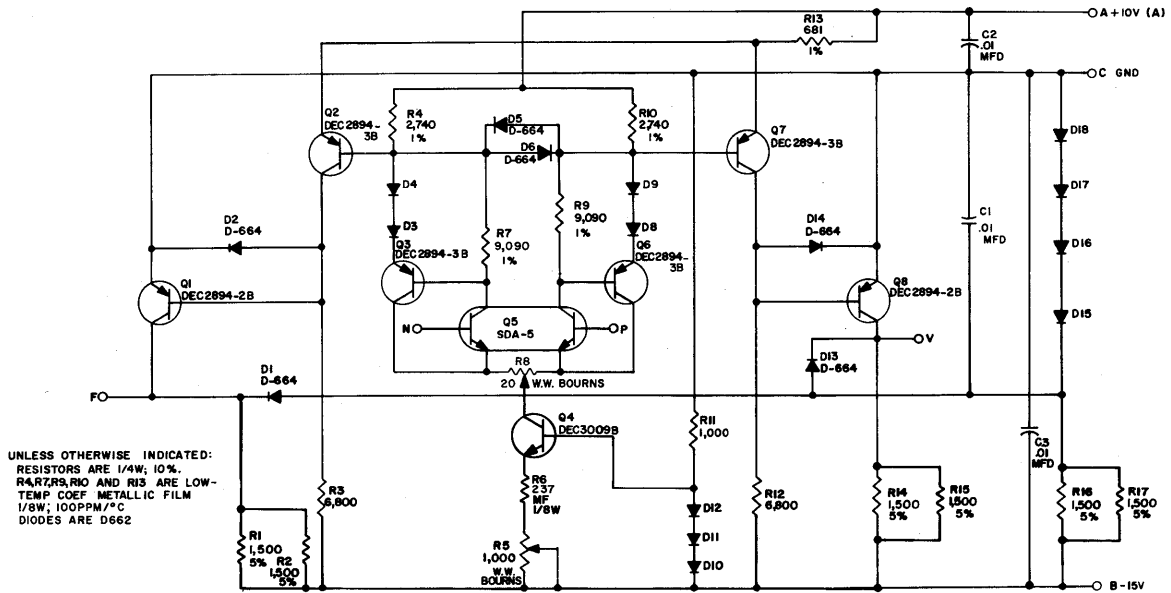 A +10V (A)
R13
681
1%
C2
.01
MFD
C GND
Q2
DEC2894-
3B
R4
2,740
1%
D5
D-664
R10
2,740
1%
Q7
DEC2894-3B
D6
D-664
D18
D4
D9
D17
R9
9,090
1%
C1
.01
MFD
D2
D-664
D3
R7
9,090
1%
D8
D14
D-664
D16
Q3
DEC2894-3B
Q6
DEC2894-
3B
Q1
DEC2894-2B
Q8
DEC2894-2B
D15
N
Q5
SDA-5
P
V
D1
D-664
R8
20 W.W. BOURNS
D13
D-664
F
Q4
DEC3009B
R11
1,000
C3
.01
MFD
UNLESS OTHERWISE INDICATED:
RESISTORS ARE 1/4W; 10%.
R4,R7,R9,R10 AND R13 ARE LOW-
TEMP COEF METALLIC FILM
1/8W; 100PPM/°C
DIODES ARE D662
R6
237
MF
1/8W
R3
6,800
D12
R12
6,800
R14
1,500
5%
R15
1,500
5%
R16
1,500
5%
R17
1,500
5%
R1
1,500
5%
R2
1,500
5%
R5
1,000
W.W.
BOURNS
D11
D10
B -15V